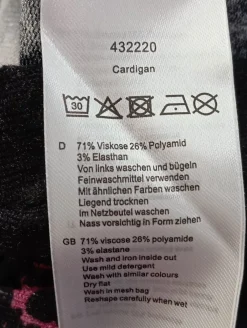 432220
Cardigan
30
D 71% Viskose 26% Polyamid
3% Elasthan
Von links waschen und bügeln
Feinwaschmittel verwenden
Mit ähnlichen Farben waschen
Liegend trocknen
im Netzbeutel waschen
Nass vorsichtig in Form ziehen
GB 71% viscose 26% polyamide
3% elastane
Wash and iron inside out
Use mild detergent
Wash with similar colours
Dry flat
Wash in mesh bag
Reshape carefully when wet